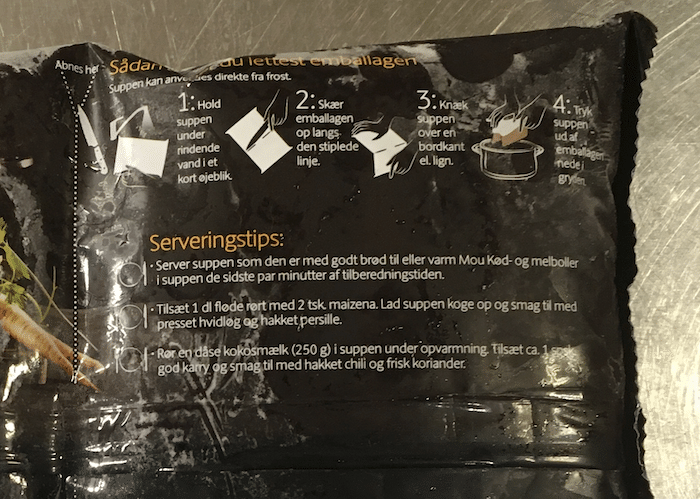 Åbnes her
Sådan du lettest emballagen
Suppen kan anvendes direkte fra frost.
1: Hold
suppen
under
rindende
vand i et
kort øjeblik.
2: Skær
emballagen
op langs
den stiplede
linje.
3: Knæk
suppen
over en
bordkant
el. lign.
4: Tryk
suppen
ud af
emballagen
nede i
gryden
Serveringstips:
· Server suppen som den er med godt brød til eller varm Mou Kød- og melboller
i suppen de sidste par minutter af tilberedningstiden.
· Tilsæt 1 dl fløde rørt med 2 tsk. maizena. Lad suppen koge op og smag til med
presset hvidløg og hakket persille.
· Rør en dåse kokosmælk (250 g) i suppen under opvarmning. Tilsæt ca. 1
god karry og smag til med hakket chili og frisk koriander.